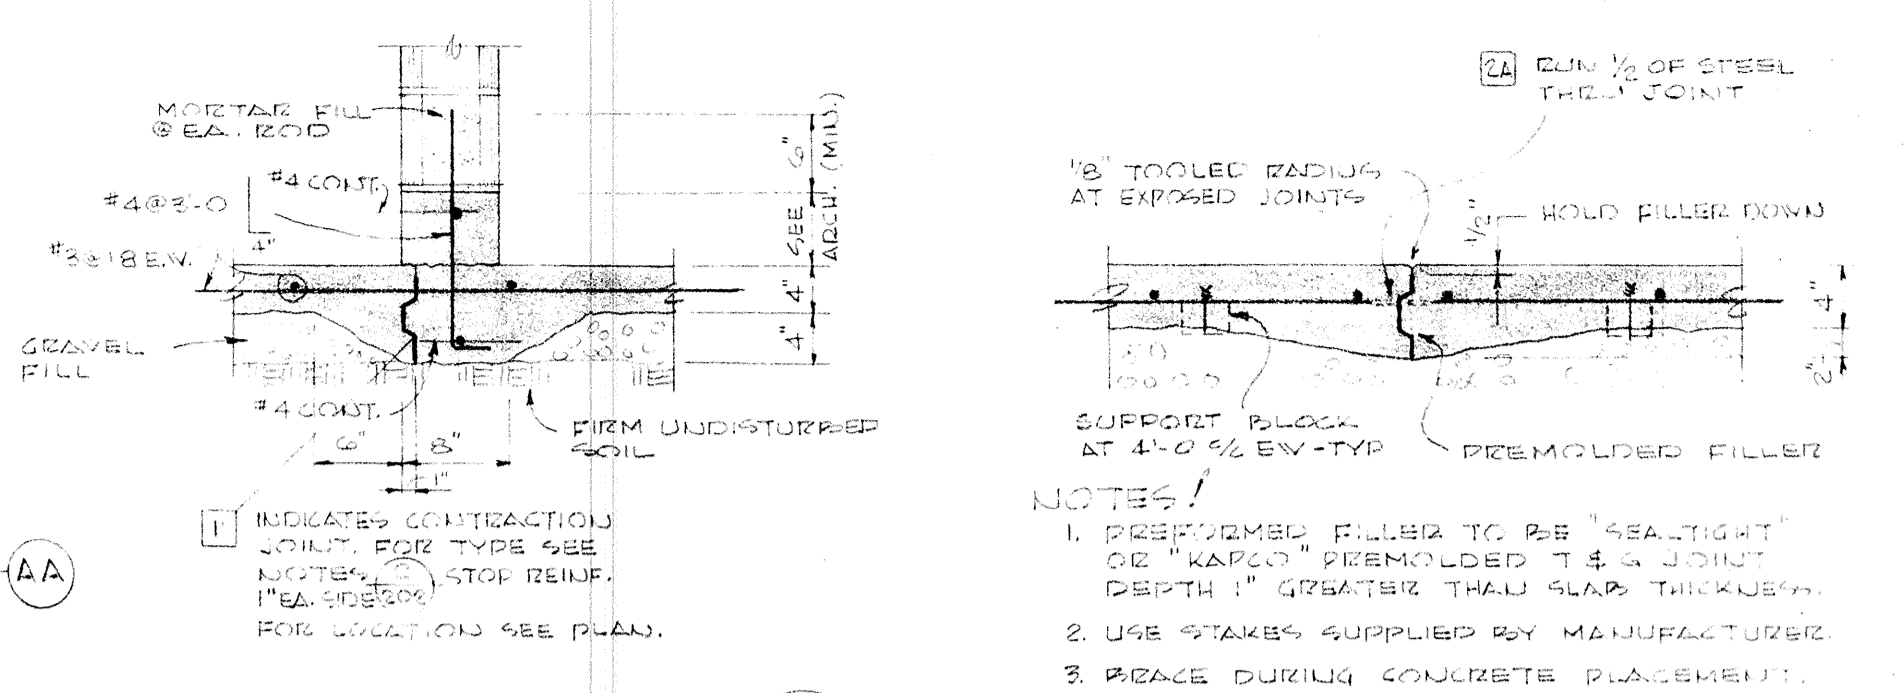 MORTAR FILL
@ EA. ROD
#4 CONT.
#4@3'-0
4"
#3@18 E.W.
GRAVEL
FILL
#4 CONT.
6"
8"
1"
FIRM UNDISTURBED
SOIL
6"
SEE
ARCH. (MIN.)
4"
4"
1 INDICATES CONTRACTION
JOINT. FOR TYPE SEE
NOTES 2/202 STOP REINF.
1" EA. SIDE
FOR LOCATION SEE PLAN.
AA
2A RUN 1/2 OF STEEL
THRU JOINT
1/8" TOOLED RADIUS
AT EXPOSED JOINTS
1/2"
HOLD FILLER DOWN
4"
2"
SUPPORT BLOCK
AT 4'-0 C/C EW-TYP
PREMOLDED FILLER
NOTES!
1. PREFORMED FILLER TO BE "SEALTIGHT"
OR "KAPCO" PREMOLDED T & G JOINT
DEPTH 1" GREATER THAN SLAB THICKNESS.
2. USE STAKES SUPPLIED BY MANUFACTURER.
3. BRACE DURING CONCRETE PLACEMENT.